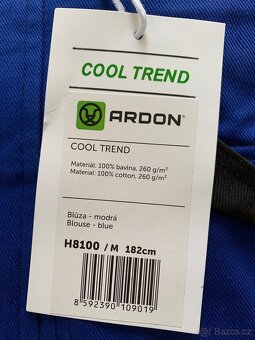 COOL TREND
ARDON®
COOL TREND
Materiál: 100% bavlna, 260 g/m²
Material: 100% cotton, 260 g/m²
Blúza - modrá
Blouse - blue
H8100 / M 182cm
8 592390 109019
Bazoš.cz